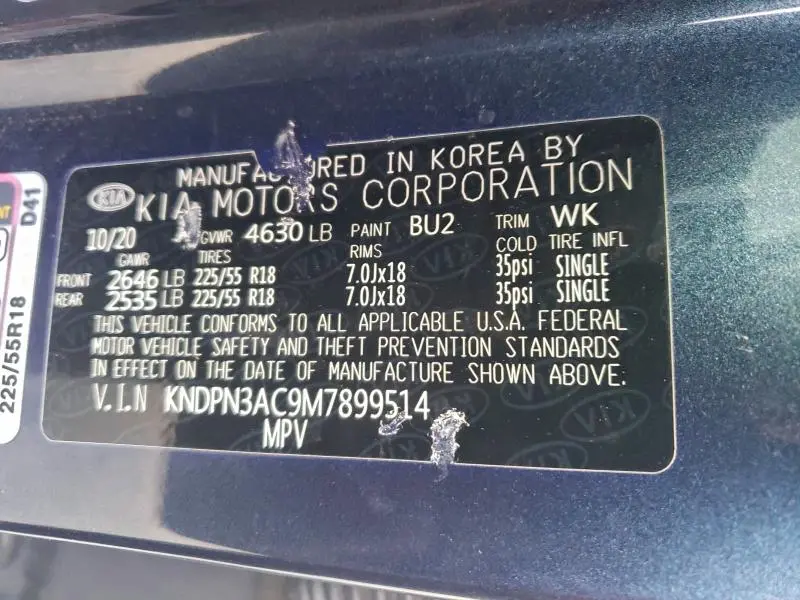 MANUFACTURED IN KOREA BY
KIA KIA MOTORS CORPORATION
10/20 GVWR 4630 LB PAINT BU2 TRIM WK
GAWR TIRES RIMS COLD TIRE INFL
FRONT 2646 LB 225/55 R18 7.0Jx18 35psi SINGLE
REAR 2535 LB 225/55 R18 7.0Jx18 35psi SINGLE
THIS VEHICLE CONFORMS TO ALL APPLICABLE U.S.A. FEDERAL
MOTOR VEHICLE SAFETY AND THEFT PREVENTION STANDARDS
IN EFFECT ON THE DATE OF MANUFACTURE SHOWN ABOVE:
V.I.N KNDPN3AC9M7899514
MPV
225/55R18
D41